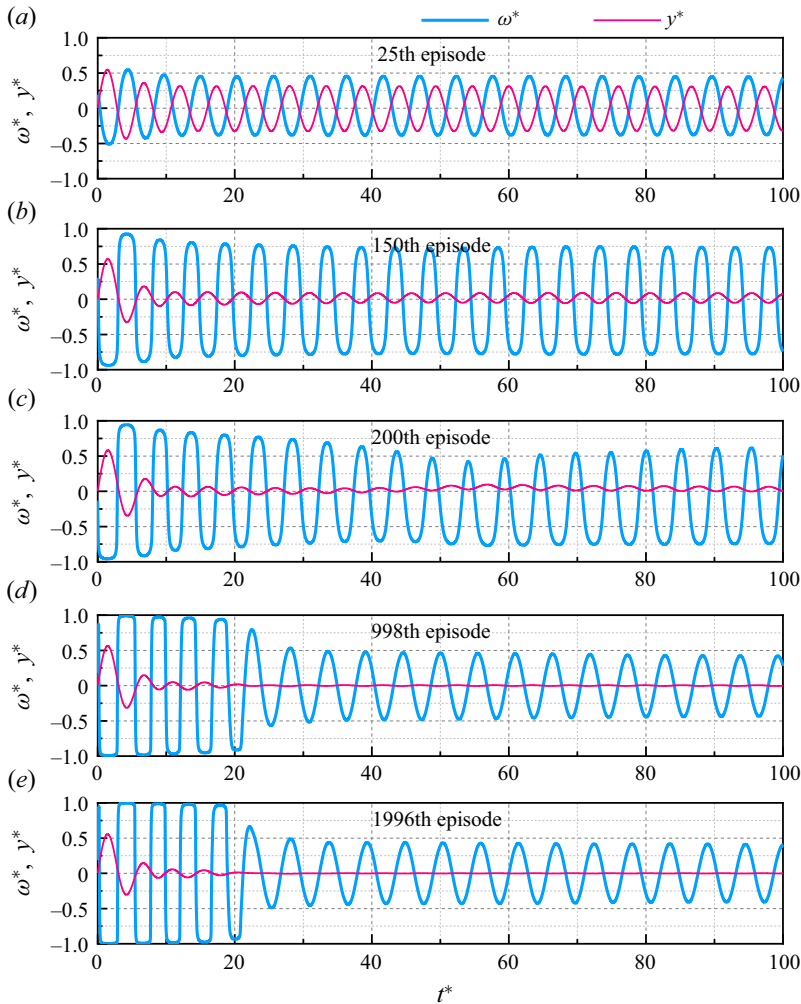 (a)
ω* y*
1.0
25th episode
0.5
ω*, y*
0
–0.5
–1.0
0 20 40 60 80 100
(b)
1.0
150th episode
0.5
ω*, y*
0
–0.5
–1.0
0 20 40 60 80 100
(c)
1.0
200th episode
0.5
ω*, y*
0
–0.5
–1.0
0 20 40 60 80 100
(d)
1.0
998th episode
0.5
ω*, y*
0
–0.5
–1.0
0 20 40 60 80 100
(e)
1.0
1996th episode
0.5
ω*, y*
0
–0.5
–1.0
0 20 40 60 80 100
t*